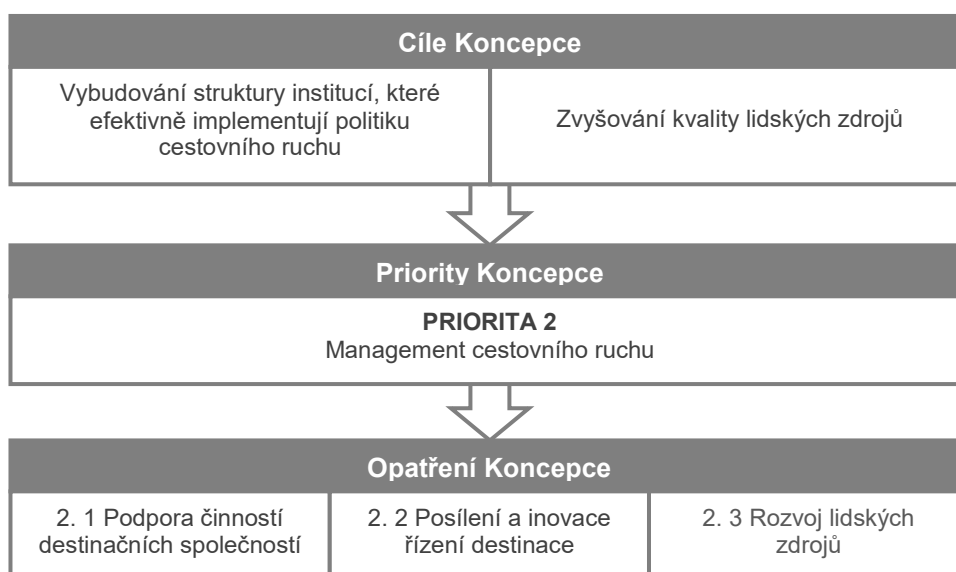 Cíle Koncepce
Vybudování struktury institucí, které
efektivně implementují politiku
cestovního ruchu
Zvyšování kvality lidských zdrojů
Priority Koncepce
PRIORITA 2
Management cestovního ruchu
Opatření Koncepce
2. 1 Podpora činností
destinačních společností
2. 2 Posílení a inovace
řízení destinace
2. 3 Rozvoj lidských
zdrojů